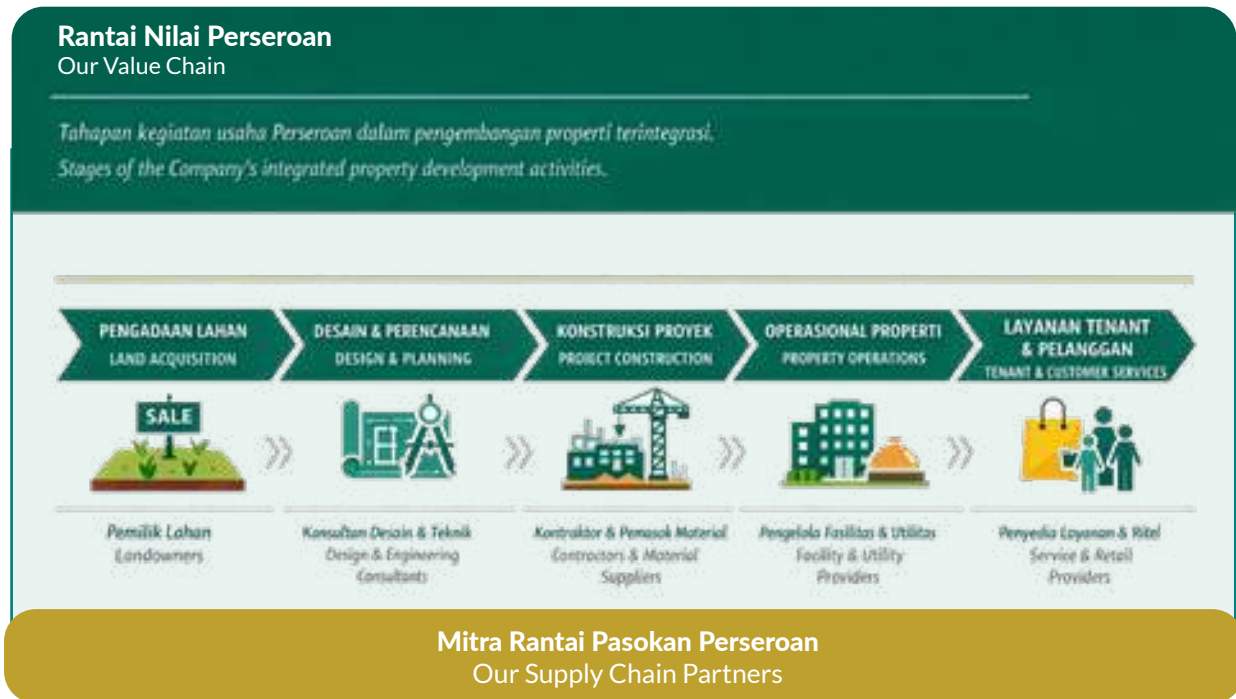 Rantai Nilai Perseroan
Our Value Chain
Tahapan kegiatan usaha Perseroan dalam pengembangan properti terintegrasi.
Stages of the Company's integrated property development activities.
PENGADAAN LAHAN
LAND ACQUISITION
DESAIN & PERENCANAAN
DESIGN & PLANNING
KONSTRUKSI PROYEK
PROJECT CONSTRUCTION
OPERASIONAL PROPERTI
PROPERTY OPERATIONS
LAYANAN TENANT
& PELANGGAN
TENANT & CUSTOMER SERVICES
SALE
Pemilik Lahan
Landowners
Konsultan Desain & Teknik
Design & Engineering
Consultants
Kontraktor & Pemasok Material
Contractors & Material
Suppliers
Pengelola Fasilitas & Utilitas
Facility & Utility
Providers
Penyedia Layanan & Ritel
Service & Retail
Providers
Mitra Rantai Pasokan Perseroan
Our Supply Chain Partners